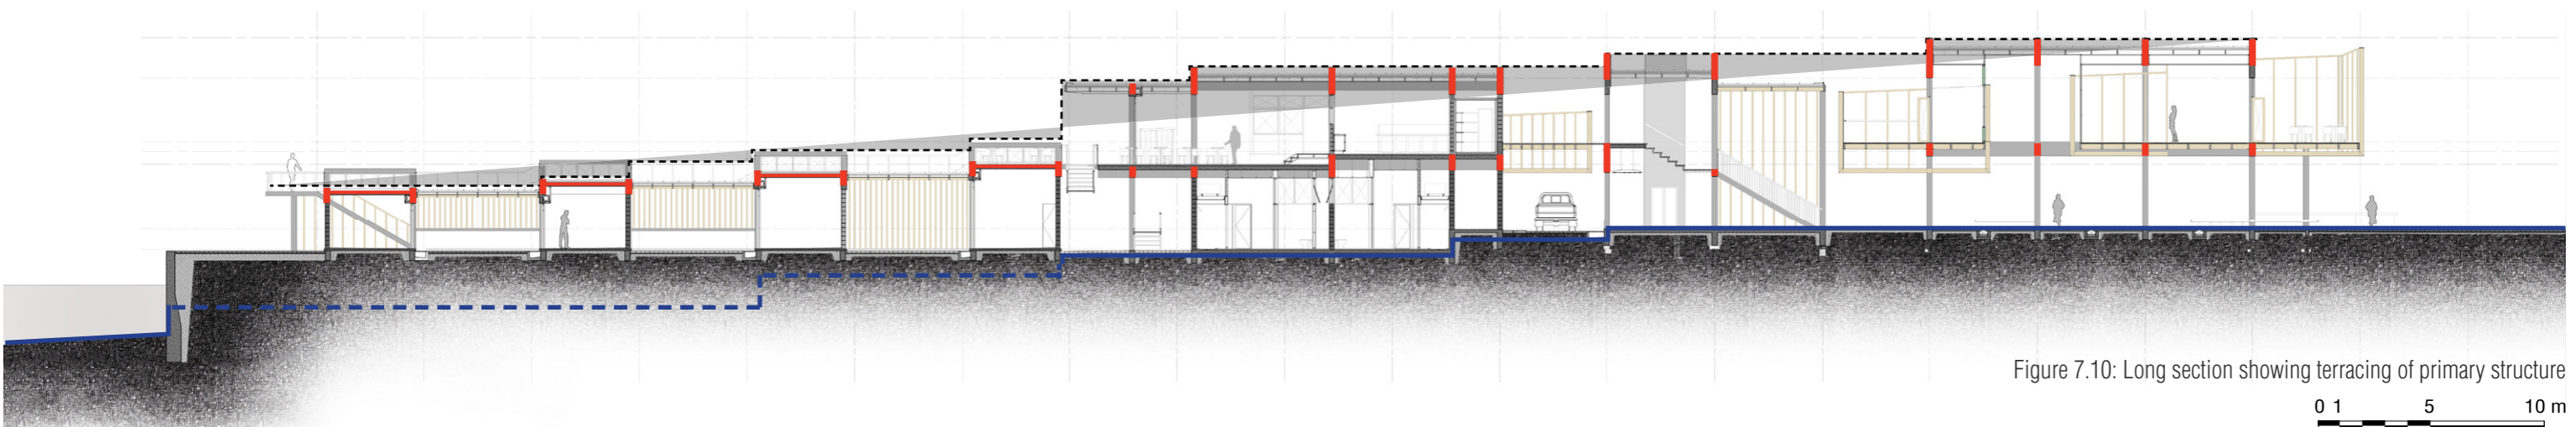 Figure 7.10: Long section showing terracing of primary structure
0 1 5 10 m